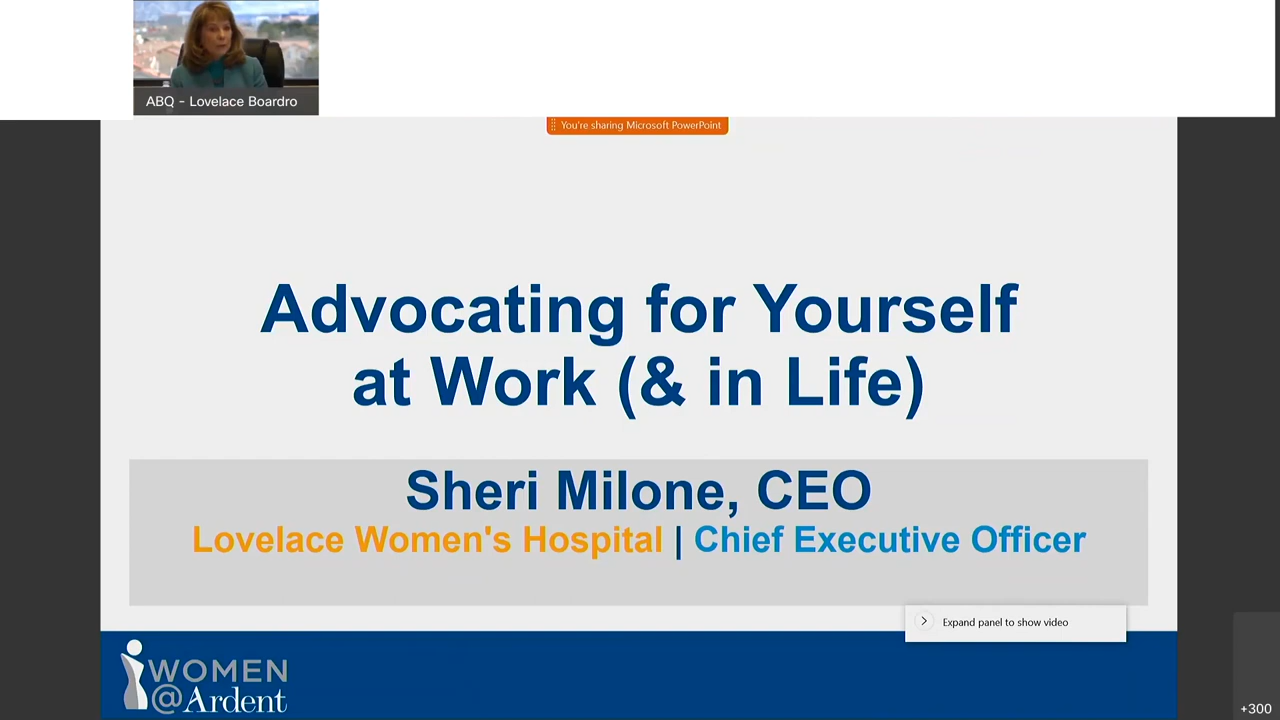 ABQ - Lovelace Boardro
You're sharing Microsoft PowerPoint
Advocating for Yourself
at Work (& in Life)
Sheri Milone, CEO
Lovelace Women's Hospital | Chief Executive Officer
Expand panel to show video
WOMEN
@Ardent
+300